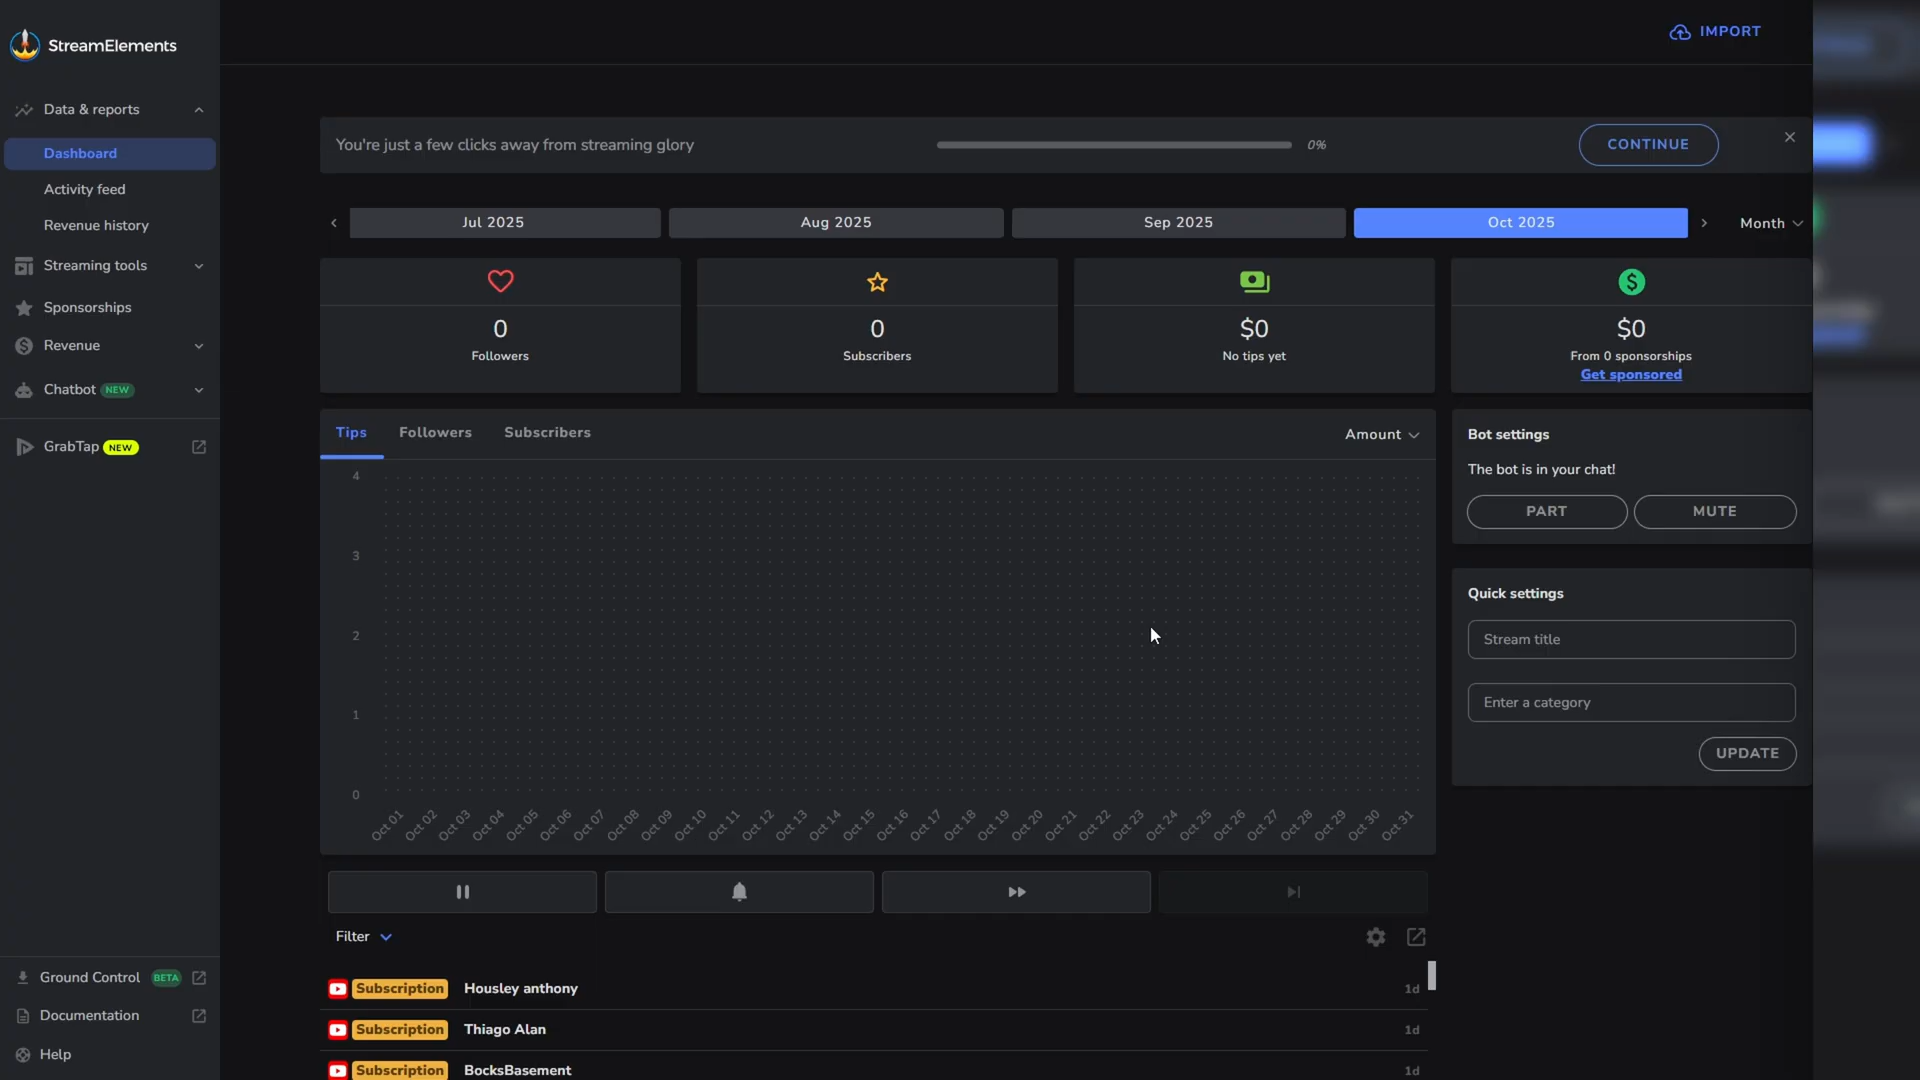 StreamElements
IMPORT
Data & reports
Dashboard
Activity feed
Revenue history
Streaming tools
Sponsorships
Revenue
Chatbot NEW
GrabTap NEW
Ground Control BETA
Documentation
Help
You're just a few clicks away from streaming glory
0%
CONTINUE
Jul 2025
Aug 2025
Sep 2025
Oct 2025
Month
0
Followers
0
Subscribers
$0
No tips yet
$0
From 0 sponsorships
Get sponsored
Tips
Followers
Subscribers
Amount
4
3
2
1
0
Oct 01
Oct 02
Oct 03
Oct 04
Oct 05
Oct 06
Oct 07
Oct 08
Oct 09
Oct 10
Oct 11
Oct 12
Oct 13
Oct 14
Oct 15
Oct 16
Oct 17
Oct 18
Oct 19
Oct 20
Oct 21
Oct 22
Oct 23
Oct 24
Oct 25
Oct 26
Oct 27
Oct 28
Oct 29
Oct 30
Oct 31
Bot settings
The bot is in your chat!
PART
MUTE
Quick settings
Stream title
Enter a category
UPDATE
Filter
Subscription Housley anthony 1d
Subscription Thiago Alan 1d
Subscription BocksBasement 1d